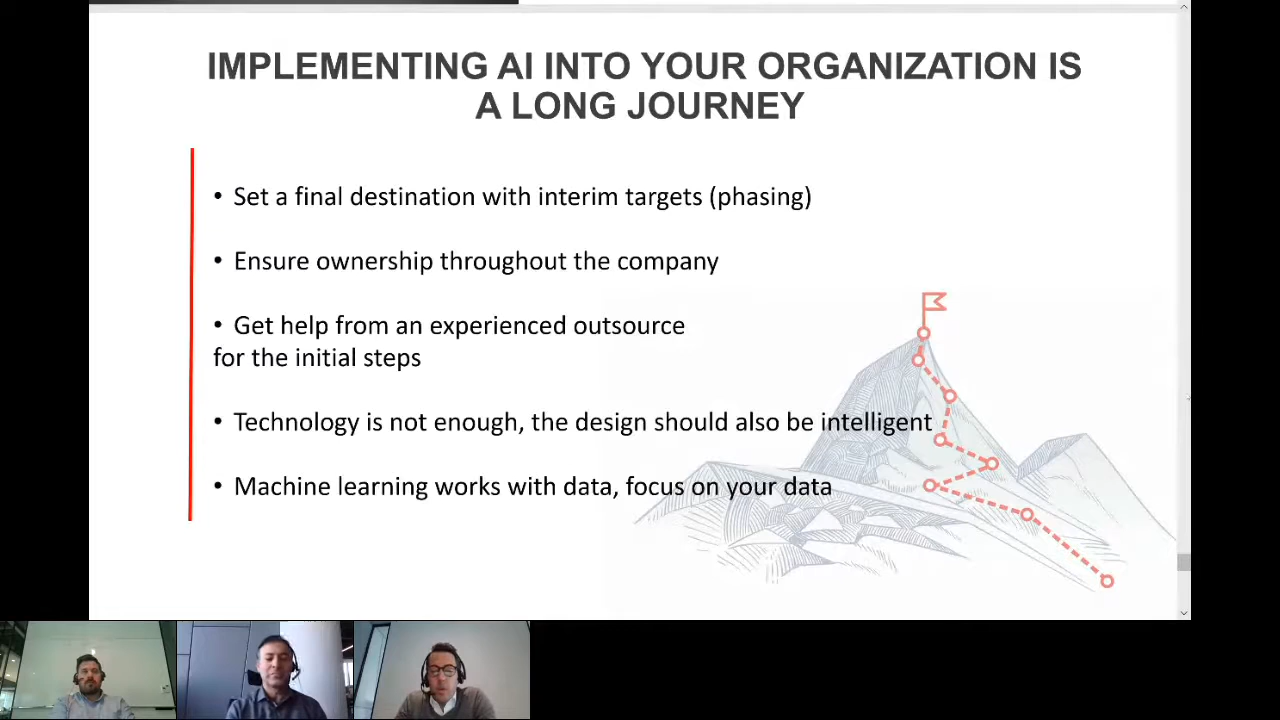 IMPLEMENTING AI INTO YOUR ORGANIZATION IS
A LONG JOURNEY
• Set a final destination with interim targets (phasing)
• Ensure ownership throughout the company
• Get help from an experienced outsource
for the initial steps
• Technology is not enough, the design should also be intelligent
• Machine learning works with data, focus on your data